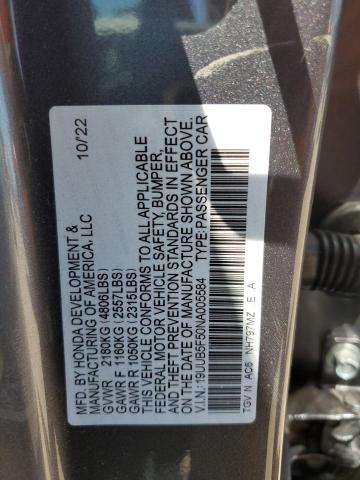 MFD. BY HONDA DEVELOPMENT & 10/22
MANUFACTURING OF AMERICA, LLC
GVWR 2180KG (4806LBS)
GAWR F 1160KG (2557LBS)
GAWR R 1050KG (2315LBS)
THIS VEHICLE CONFORMS TO ALL APPLICABLE
FEDERAL MOTOR VEHICLE SAFETY, BUMPER,
AND THEFT PREVENTION STANDARDS IN EFFECT
ON THE DATE OF MANUFACTURE SHOWN ABOVE.
V.I.N.: 19UUB5F50NA005584 TYPE: PASSENGER CAR
TGV N AC6 NH797MZ E A